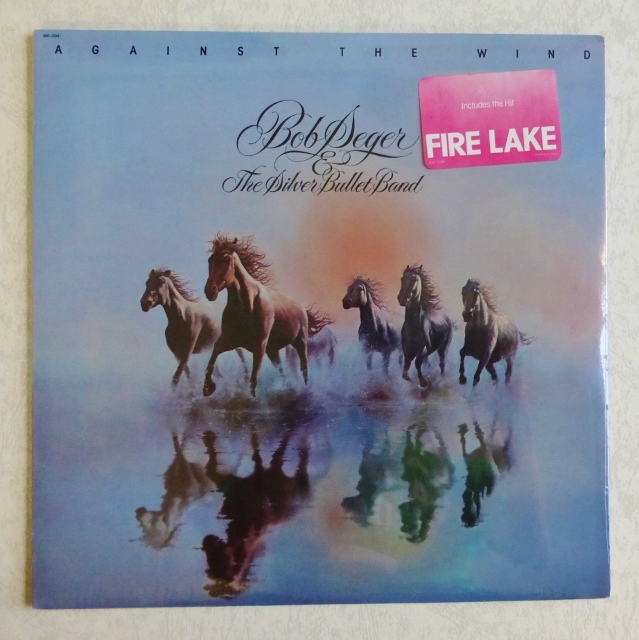 AGAINST THE WIND
Includes the Hit
FIRE LAKE
Bob Seger
&
The Silver Bullet Band